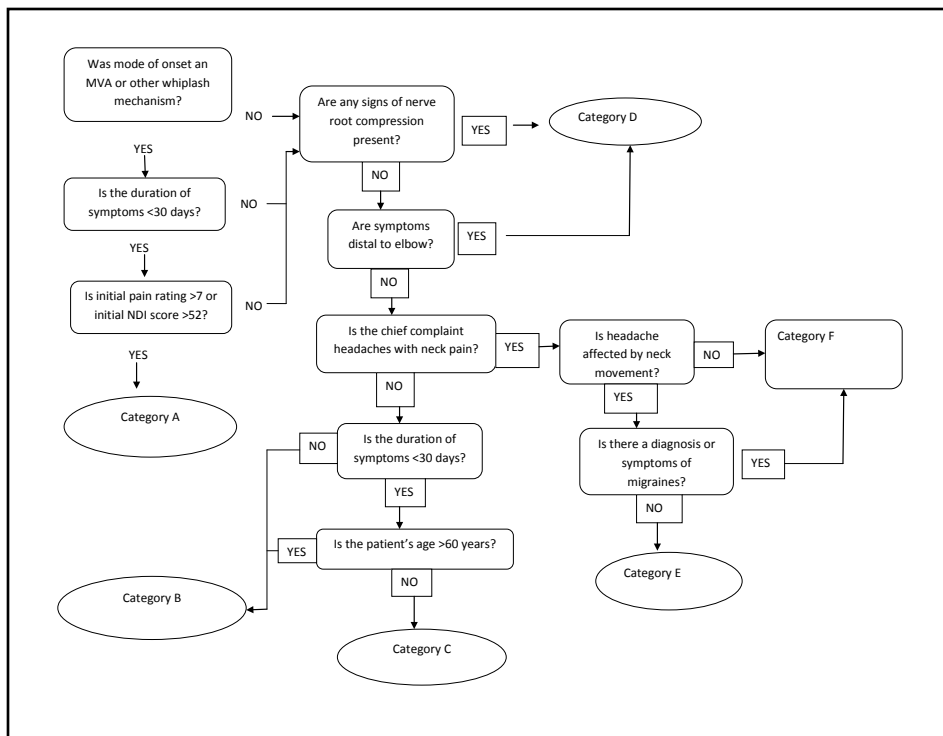 Was mode of onset an
MVA or other whiplash
mechanism?
NO
YES
Is the duration of
symptoms <30 days?
NO
YES
Is initial pain rating >7 or
initial NDI score >52?
NO
YES
Category A
Are any signs of nerve
root compression
present?
YES
Category D
NO
Are symptoms
distal to elbow?
YES
NO
Is the chief complaint
headaches with neck pain?
YES
Is headache
affected by neck
movement?
NO
Category F
YES
Is there a diagnosis or
symptoms of
migraines?
YES
NO
Category E
NO
Is the duration of
symptoms <30 days?
NO
YES
Is the patient’s age >60 years?
YES
Category B
NO
Category C